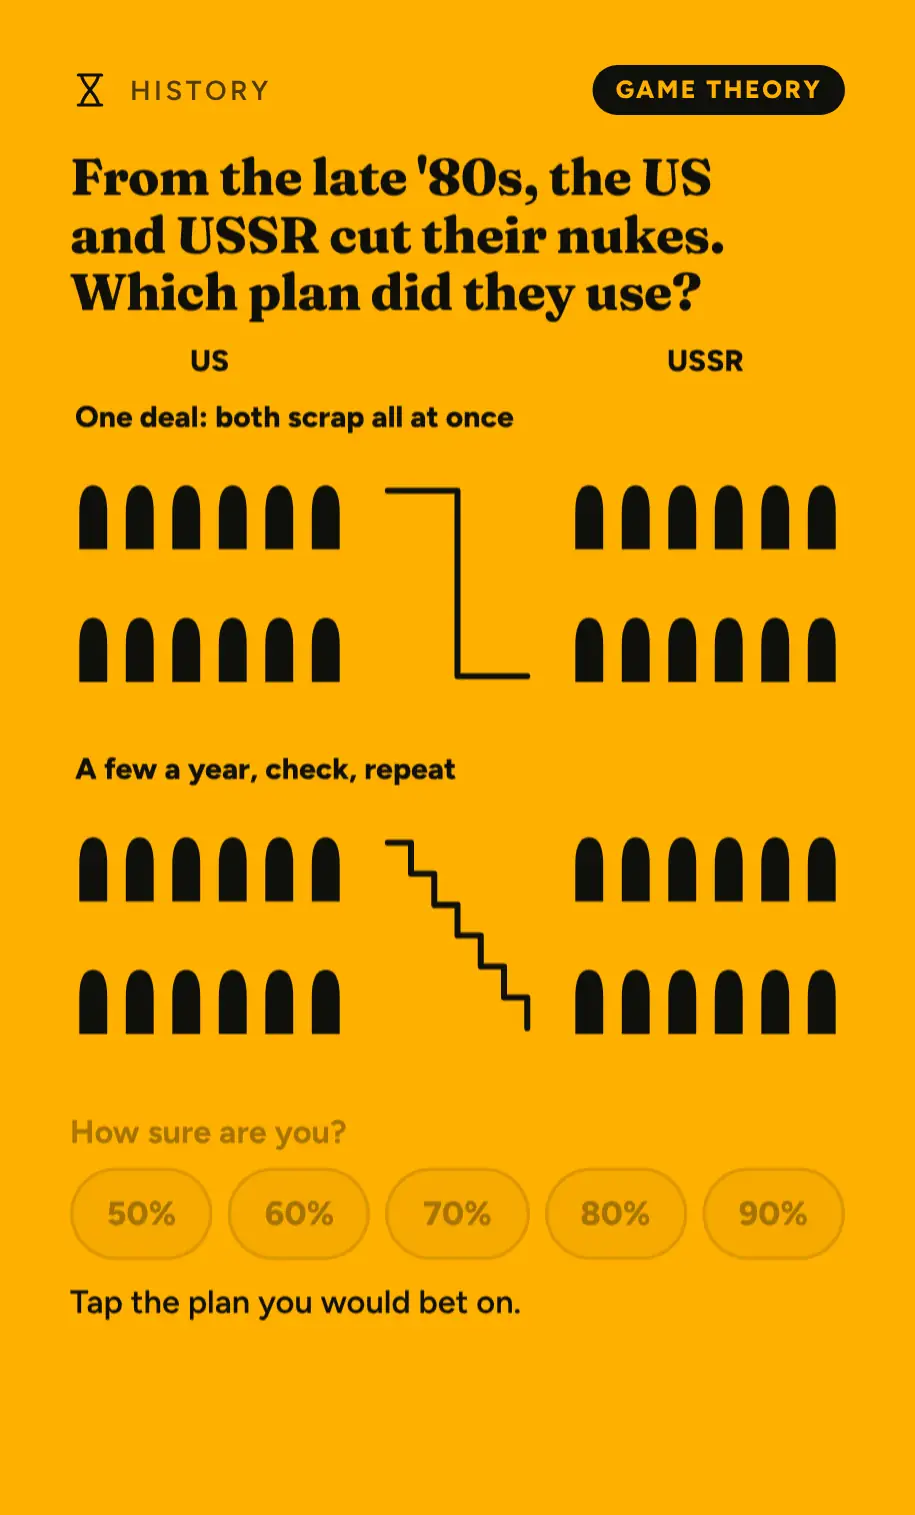 HISTORY
GAME THEORY
From the late '80s, the US
and USSR cut their nukes.
Which plan did they use?
US
USSR
One deal: both scrap all at once
A few a year, check, repeat
How sure are you?
50%
60%
70%
80%
90%
Tap the plan you would bet on.